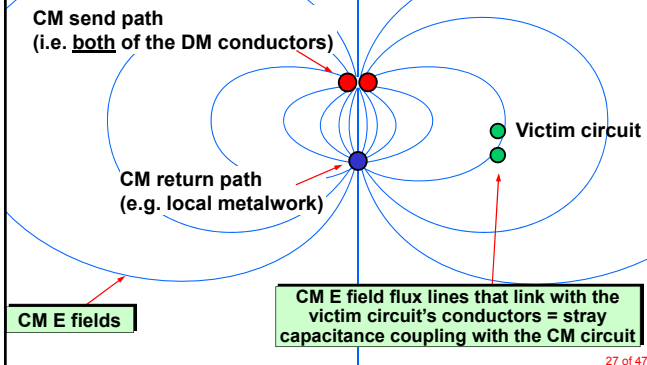 CM send path
(i.e. both of the DM conductors)
Victim circuit
CM return path
(e.g. local metalwork)
CM E fields
CM E field flux lines that link with the
victim circuit's conductors = stray
capacitance coupling with the CM circuit
27 of 47